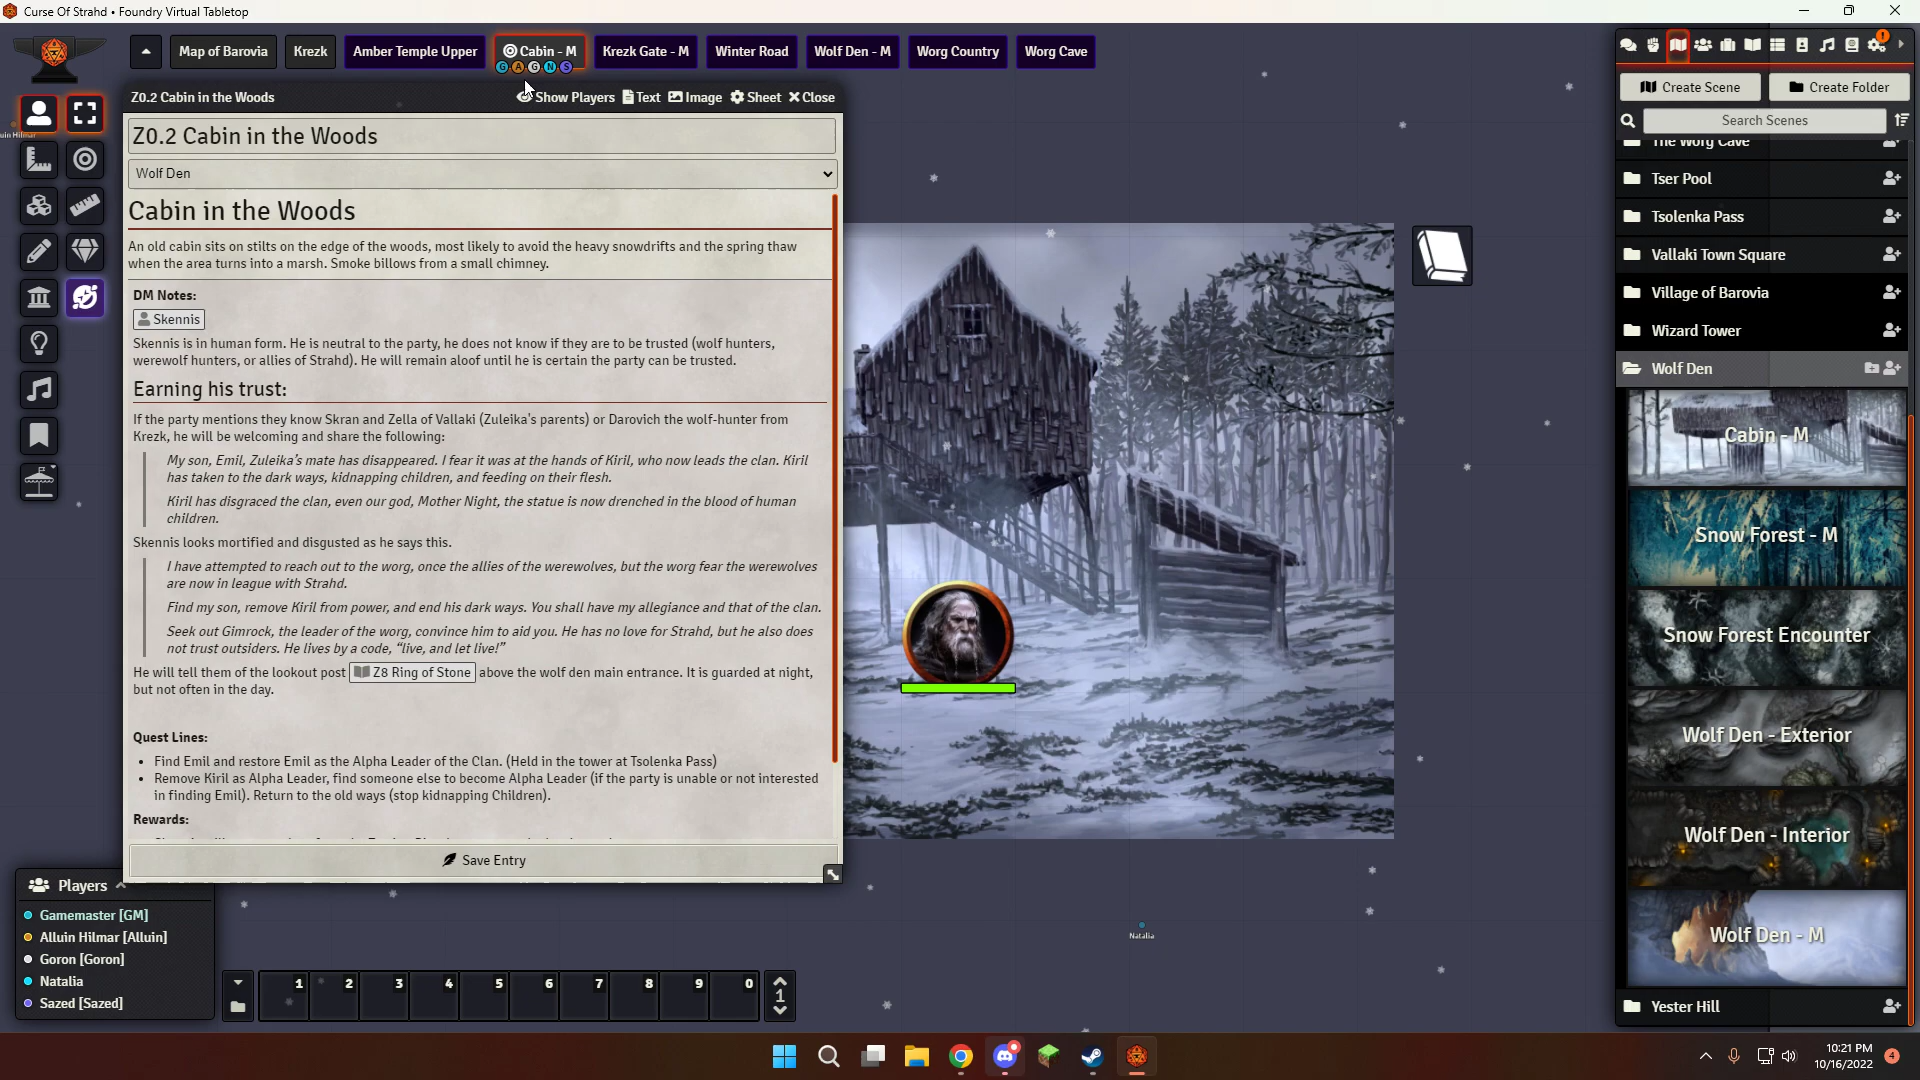 Curse Of Strahd • Foundry Virtual Tabletop
Map of Barovia
Krezk
Amber Temple Upper
Cabin - M
G A G N S
Krezk Gate - M
Winter Road
Wolf Den - M
Worg Country
Worg Cave
Z0.2 Cabin in the Woods
Show Players
Text
Image
Sheet
Close
Z0.2 Cabin in the Woods
Wolf Den
Cabin in the Woods
An old cabin sits on stilts on the edge of the woods, most likely to avoid the heavy snowdrifts and the spring thaw
when the area turns into a marsh. Smoke billows from a small chimney.
DM Notes:
Skennis
Skennis is in human form. He is neutral to the party, he does not know if they are to be trusted (wolf hunters,
werewolf hunters, or allies of Strahd). He will remain aloof until he is certain the party can be trusted.
Earning his trust:
If the party mentions they know Skran and Zella of Vallaki (Zuleika's parents) or Darovich the wolf-hunter from
Krezk, he will be welcoming and share the following:
My son, Emil, Zuleika’s mate has disappeared. I fear it was at the hands of Kiril, who now leads the clan. Kiril
has taken to the dark ways, kidnapping children, and feeding on their flesh.
Kiril has disgraced the clan, even our god, Mother Night, the statue is now drenched in the blood of human
children.
Skennis looks mortified and disgusted as he says this.
I have attempted to reach out to the worg, once the allies of the werewolves, but the worg fear the werewolves
are now in league with Strahd.
Find my son, remove Kiril from power, and end his dark ways. You shall have my allegiance and that of the clan.
Seek out Gimrock, the leader of the worg, convince him to aid you. He has no love for Strahd, but he also does
not trust outsiders. He lives by a code, “live, and let live!”
He will tell them of the lookout post Z8 Ring of Stone above the wolf den main entrance. It is guarded at night,
but not often in the day.
Quest Lines:
• Find Emil and restore Emil as the Alpha Leader of the Clan. (Held in the tower at Tsolenka Pass)
• Remove Kiril as Alpha Leader, find someone else to become Alpha Leader (if the party is unable or not interested
in finding Emil). Return to the old ways (stop kidnapping Children).
Rewards:
Save Entry
Players
Gamemaster [GM]
Alluin Hilmar [Alluin]
Goron [Goron]
Natalia
Sazed [Sazed]
1 2 3 4 5 6 7 8 9 0
1
Natalia
Create Scene
Create Folder
Search Scenes
The Worg Cave
Tser Pool
Tsolenka Pass
Vallaki Town Square
Village of Barovia
Wizard Tower
Wolf Den
Cabin - M
Snow Forest - M
Snow Forest Encounter
Wolf Den - Exterior
Wolf Den - Interior
Wolf Den - M
Yester Hill
10:21 PM
10/16/2022
4